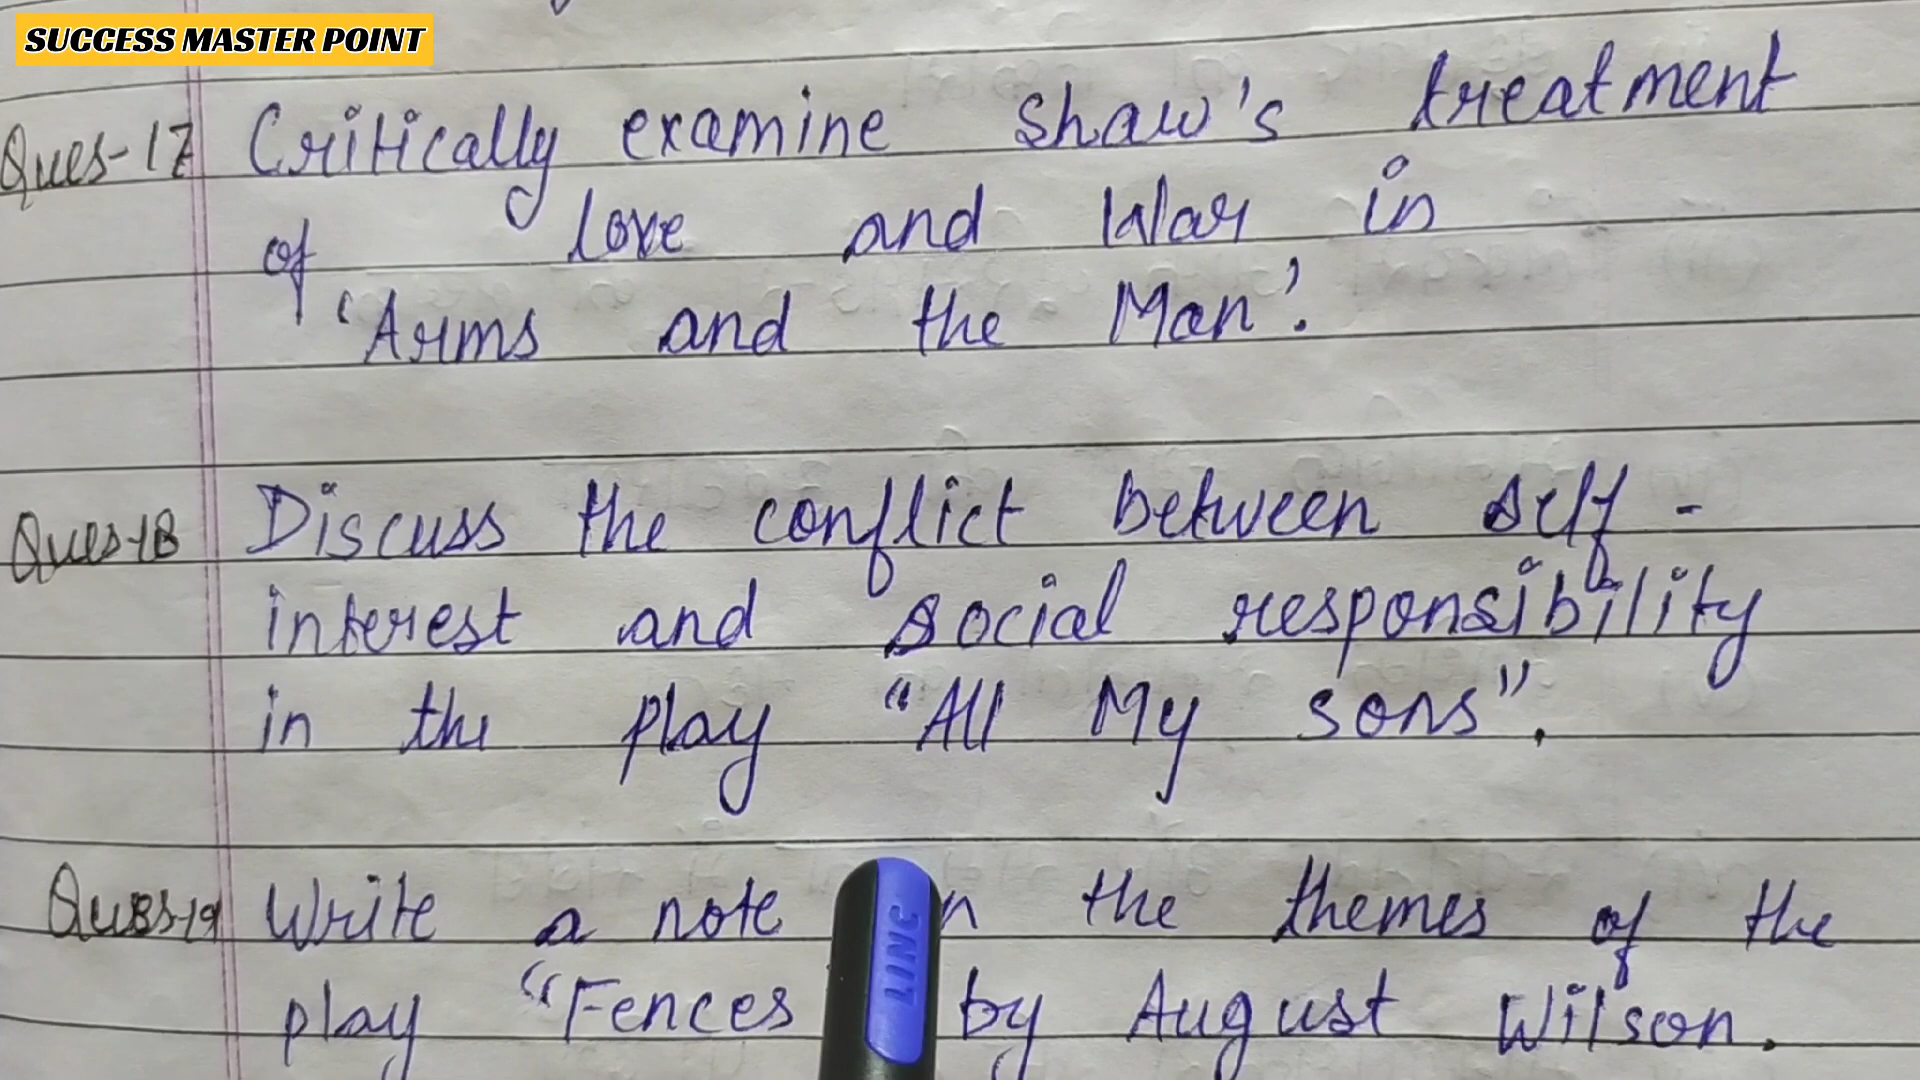 SUCCESS MASTER POINT
Ques-17 Critically examine Shaw's treatment
of love and War in
'Arms and the Man'.
Ques-18 Discuss the conflict between self-
interest and social responsibility
in the play "All My sons".
Ques-19 Write a note the themes of the
play "Fences by August Wilson.
LINC